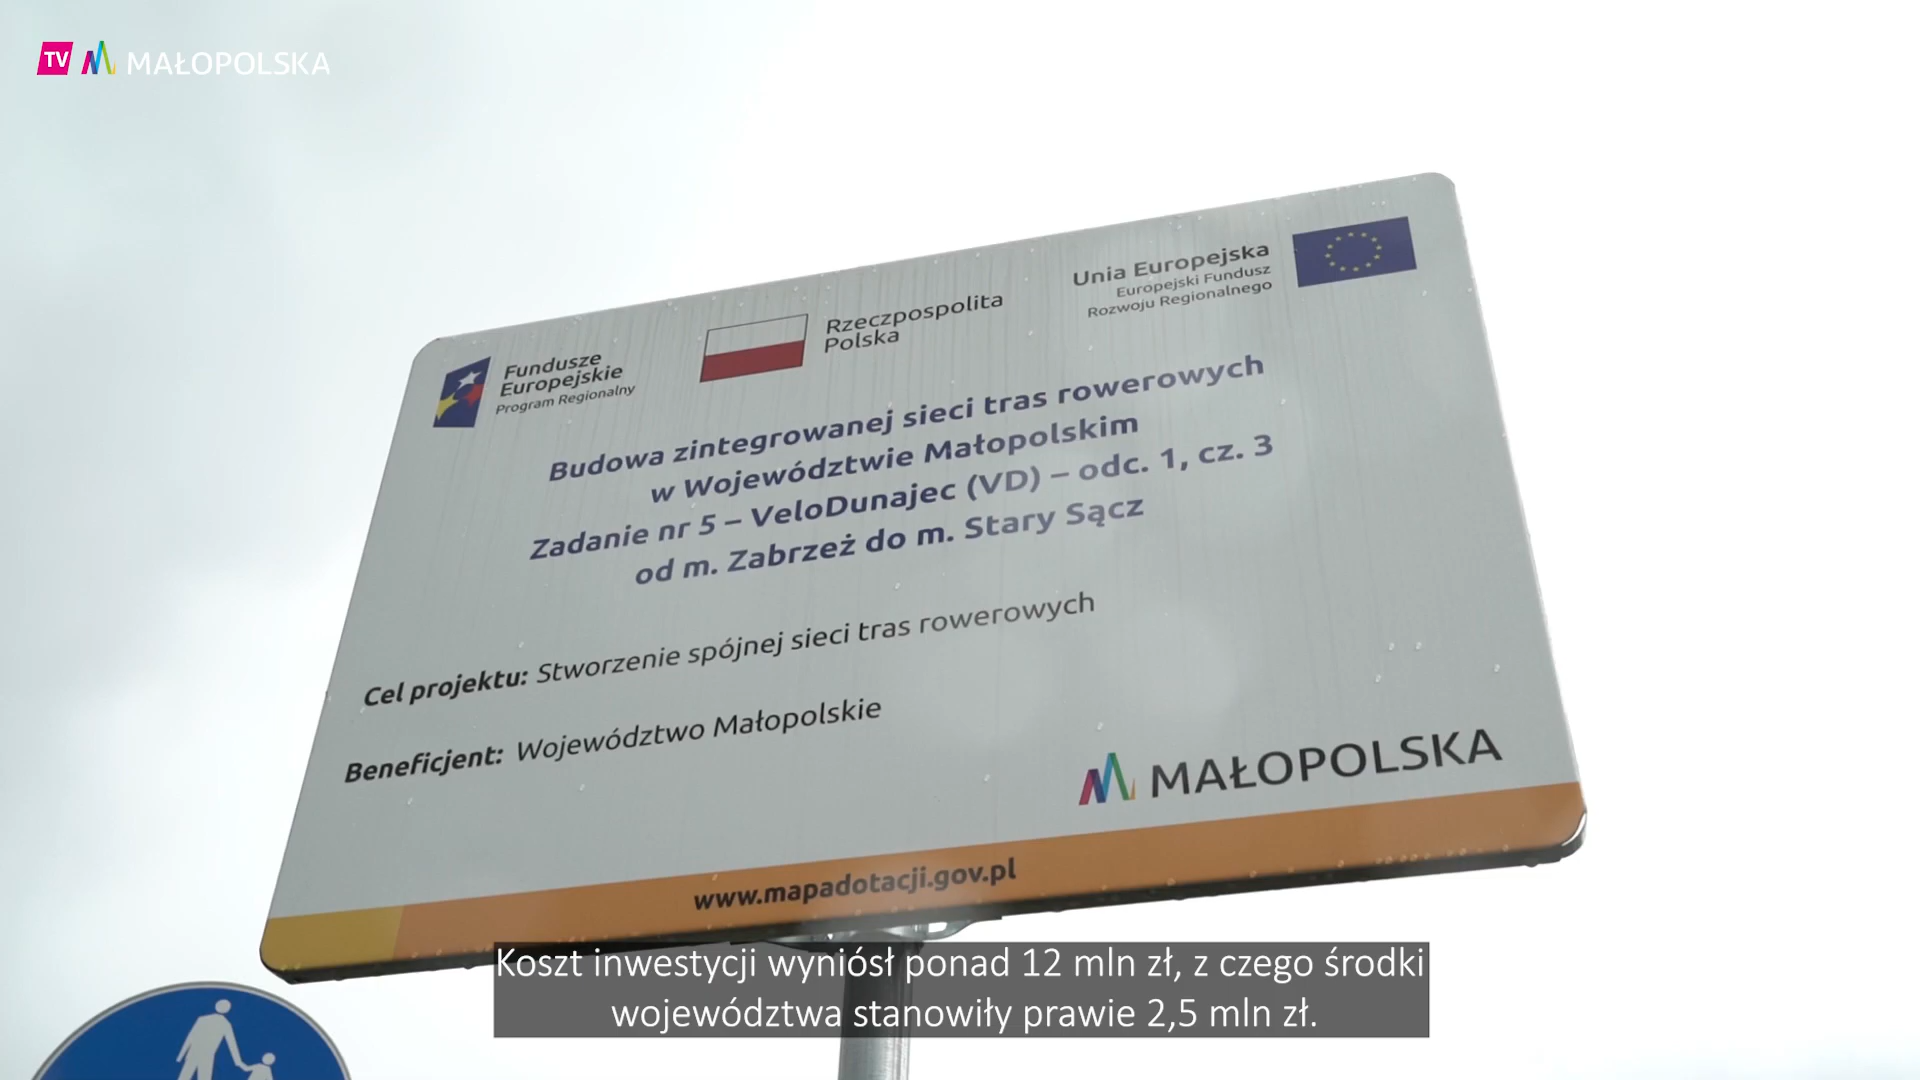 TV MAŁOPOLSKA
Unia Europejska
Europejski Fundusz
Rozwoju Regionalnego
Rzeczpospolita
Polska
Fundusze
Europejskie
Program Regionalny
Budowa zintegrowanej sieci tras rowerowych
w Województwie Małopolskim
Zadanie nr 5 – VeloDunajec (VD) – odc. 1, cz. 3
od m. Zabrzeż do m. Stary Sącz
Cel projektu: Stworzenie spójnej sieci tras rowerowych
Beneficjent: Województwo Małopolskie
MAŁOPOLSKA
www.mapadotacji.gov.pl
Koszt inwestycji wyniósł ponad 12 mln zł, z czego środki
województwa stanowiły prawie 2,5 mln zł.